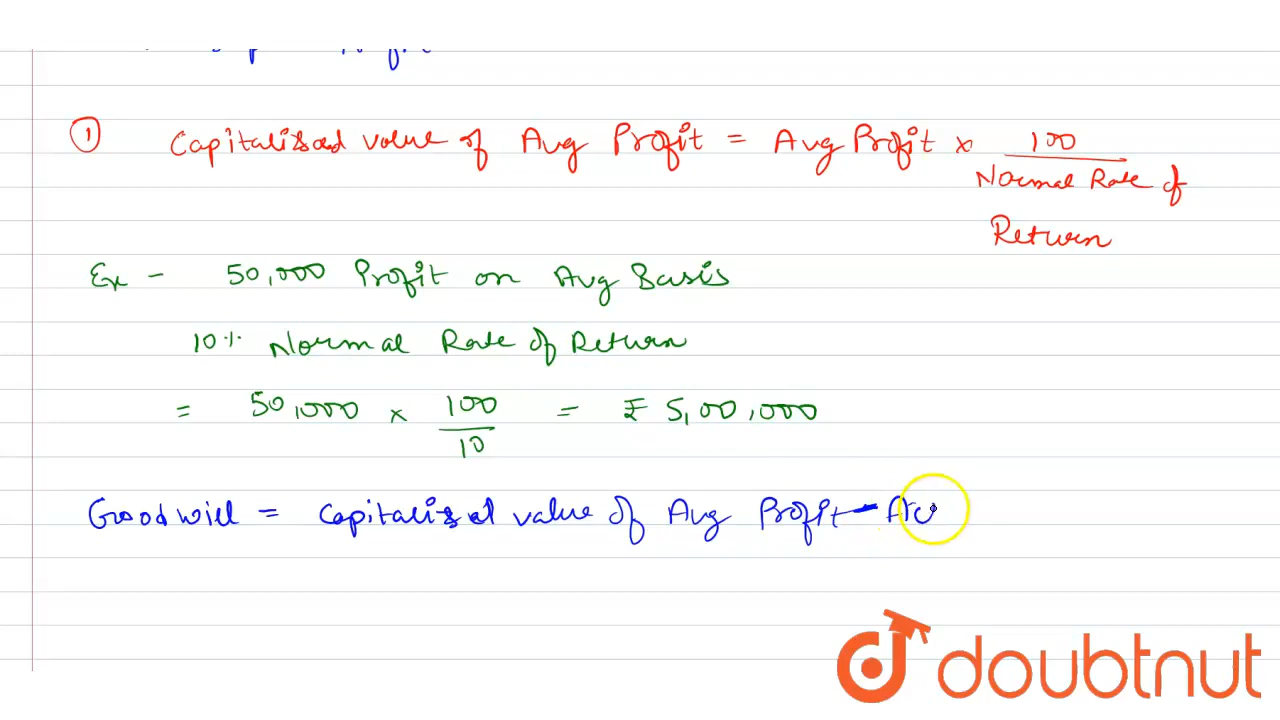 ① Capitalised value of Avg Profit = Avg Profit × 100
Normal Rate of
Return
Ex - 50,000 Profit on Avg Basis
10% Normal Rate of Return
= 50,000 × 100/10 = ₹ 5,00,000
Goodwill = Capitalised value of Avg Profit - Ac
doubtnut